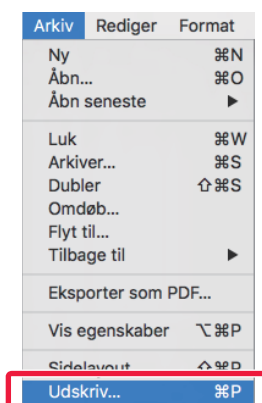 Arkiv Rediger Format
Ny ⌘N
Åbn... ⌘O
Åbn seneste ▶
Luk ⌘W
Arkiver... ⌘S
Dubler ⇧⌘S
Omdøb...
Flyt til...
Tilbage til ▶
Eksporter som PDF...
Vis egenskaber ⌥⌘P
Sidelayout... ⇧⌘P
Udskriv... ⌘P